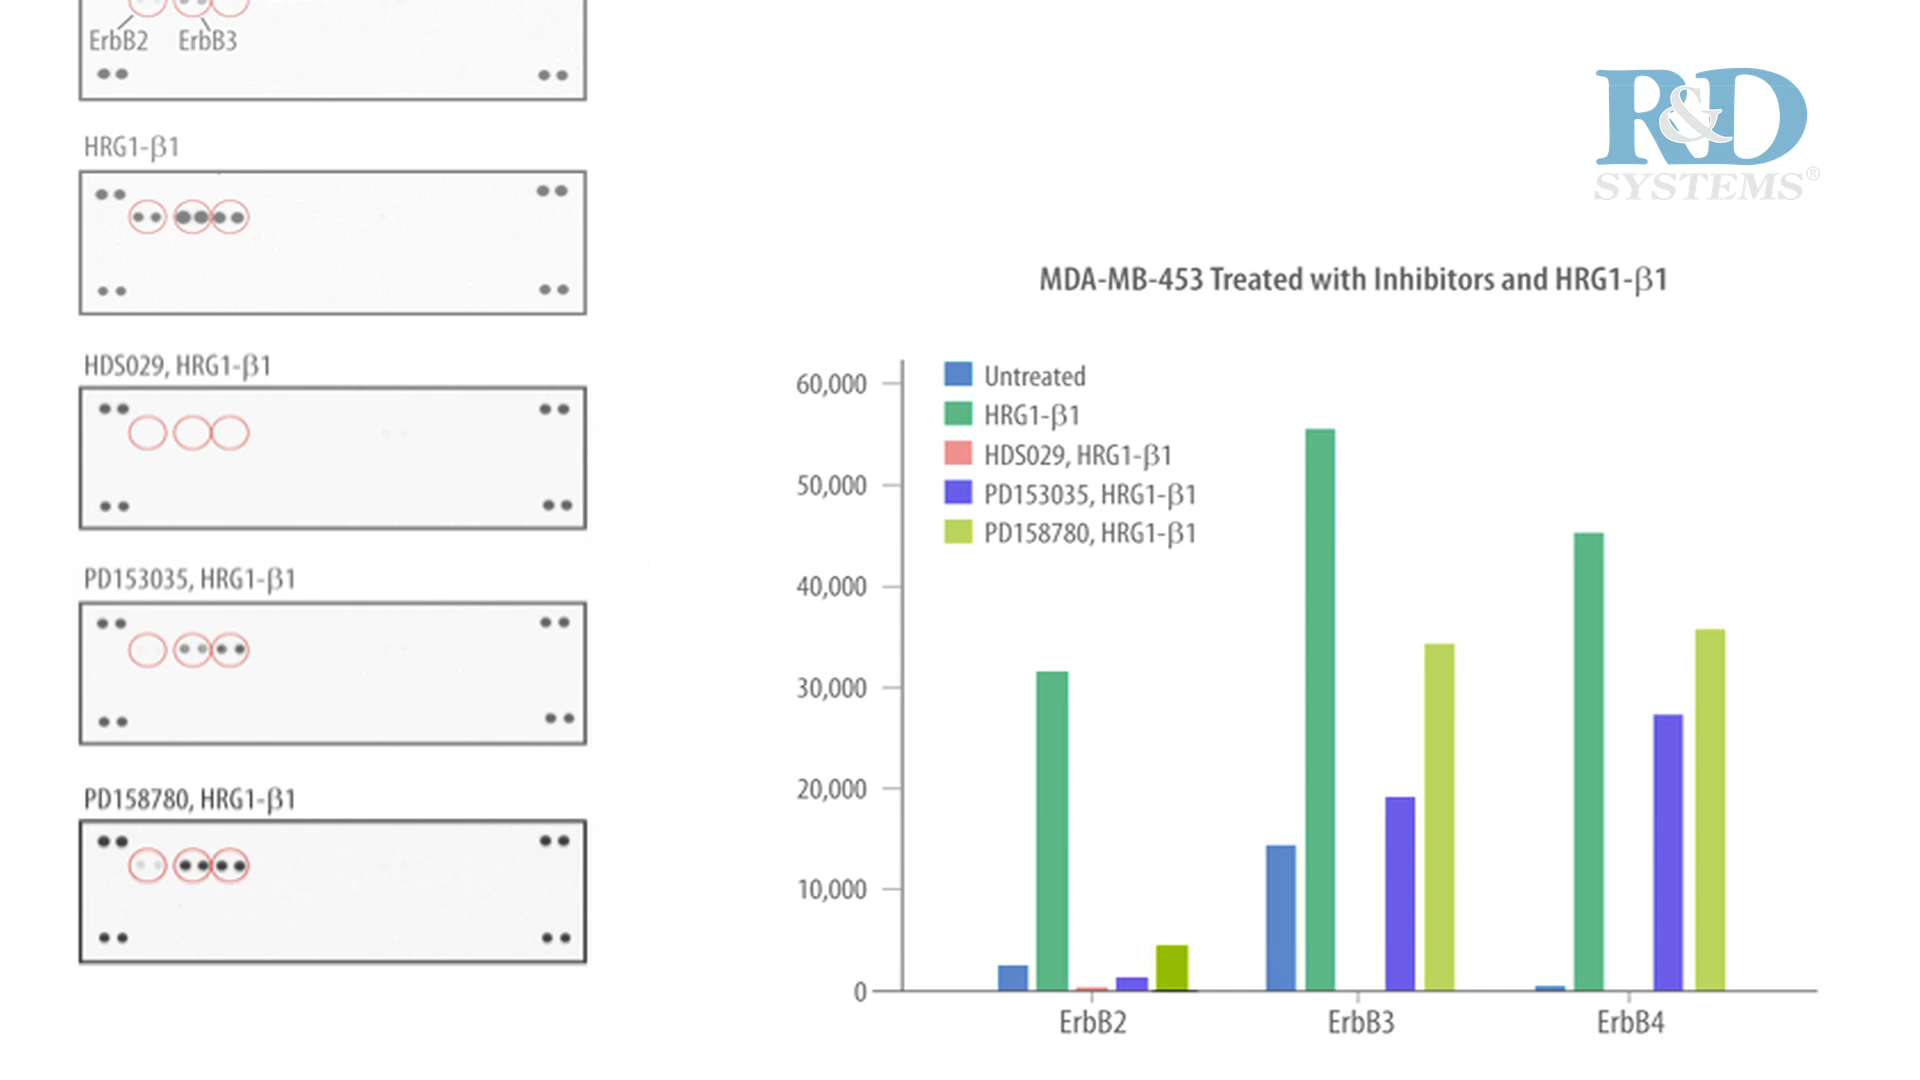 ErbB2 ErbB3
HRG1-β1
HDS029, HRG1-β1
PD153035, HRG1-β1
PD158780, HRG1-β1
R&D
SYSTEMS®
MDA-MB-453 Treated with Inhibitors and HRG1-β1
Untreated
HRG1-β1
HDS029, HRG1-β1
PD153035, HRG1-β1
PD158780, HRG1-β1
60,000
50,000
40,000
30,000
20,000
10,000
0
ErbB2 ErbB3 ErbB4